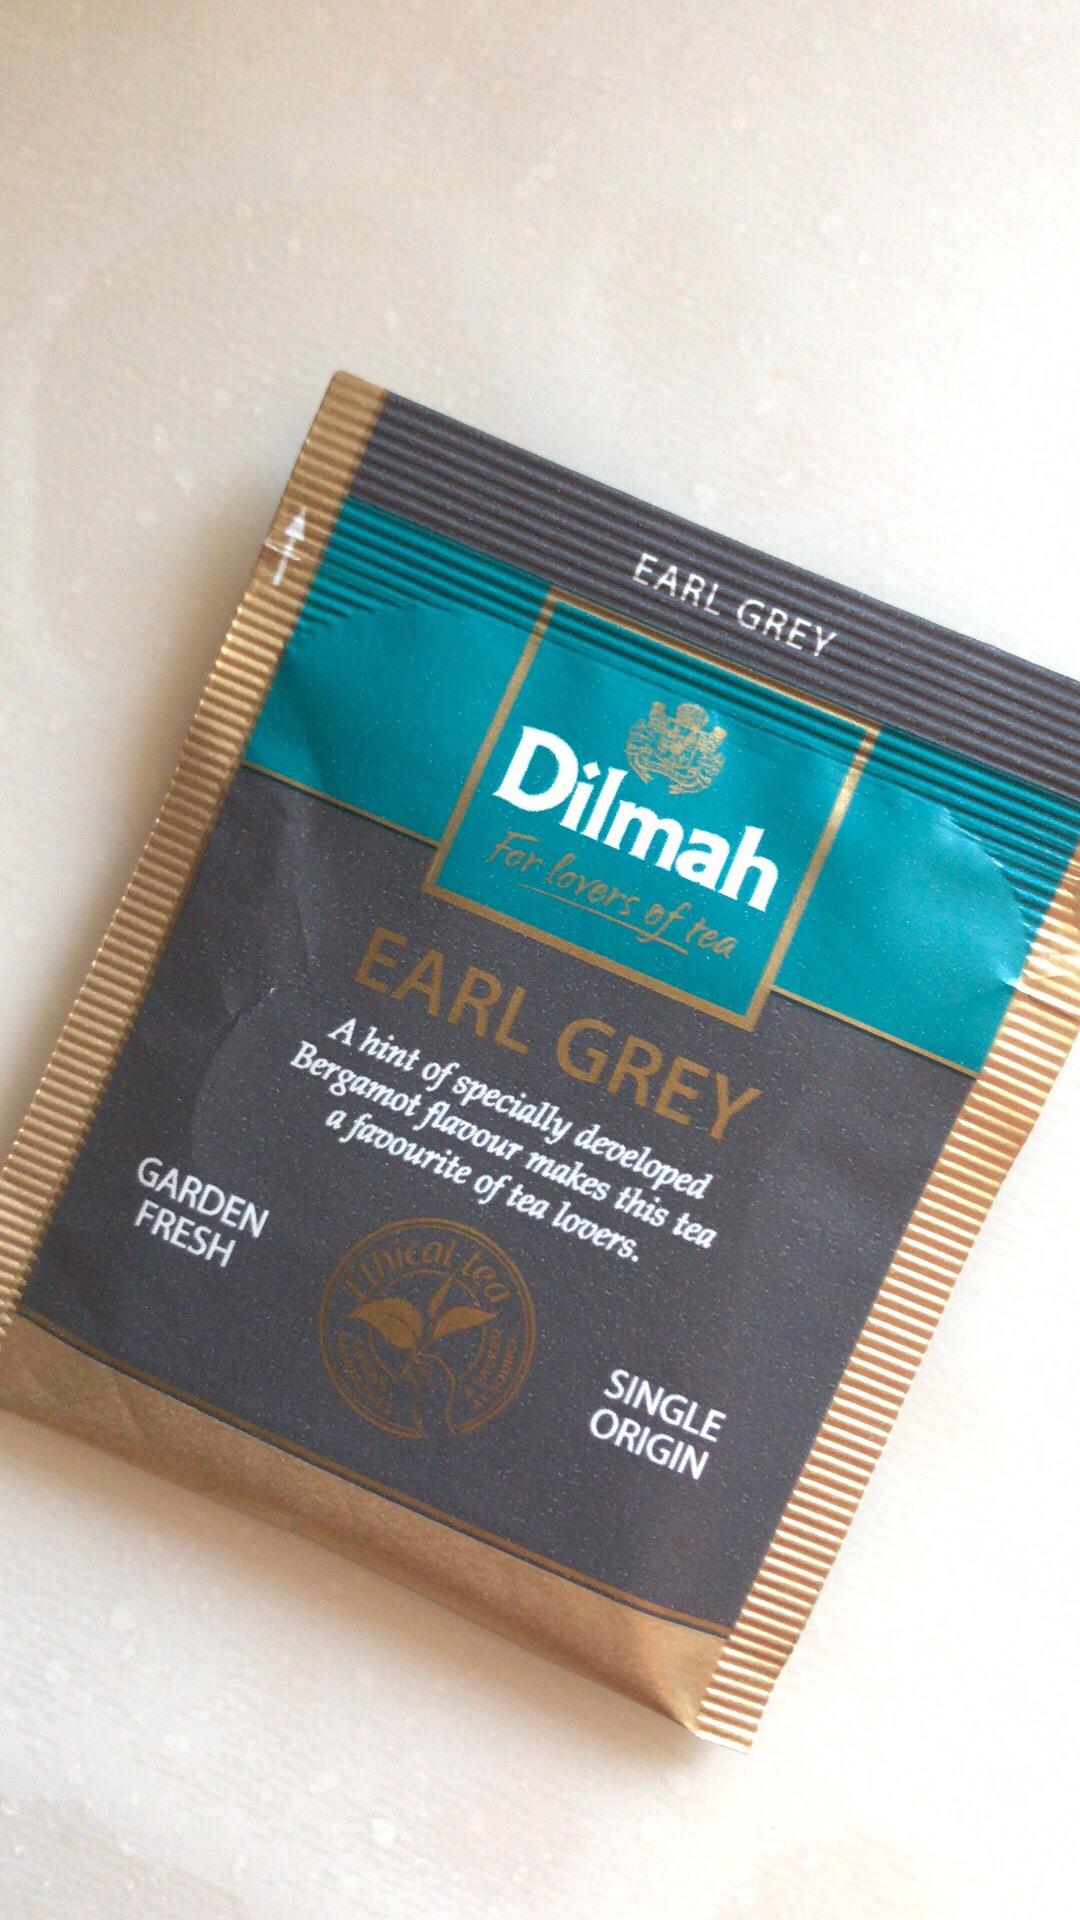 EARL GREY
Dilmah
For lovers of tea
EARL GREY
A hint of specially developed
Bergamot flavour makes this tea
a favourite of tea lovers.
GARDEN
FRESH
Ethical tea
SINGLE
ORIGIN